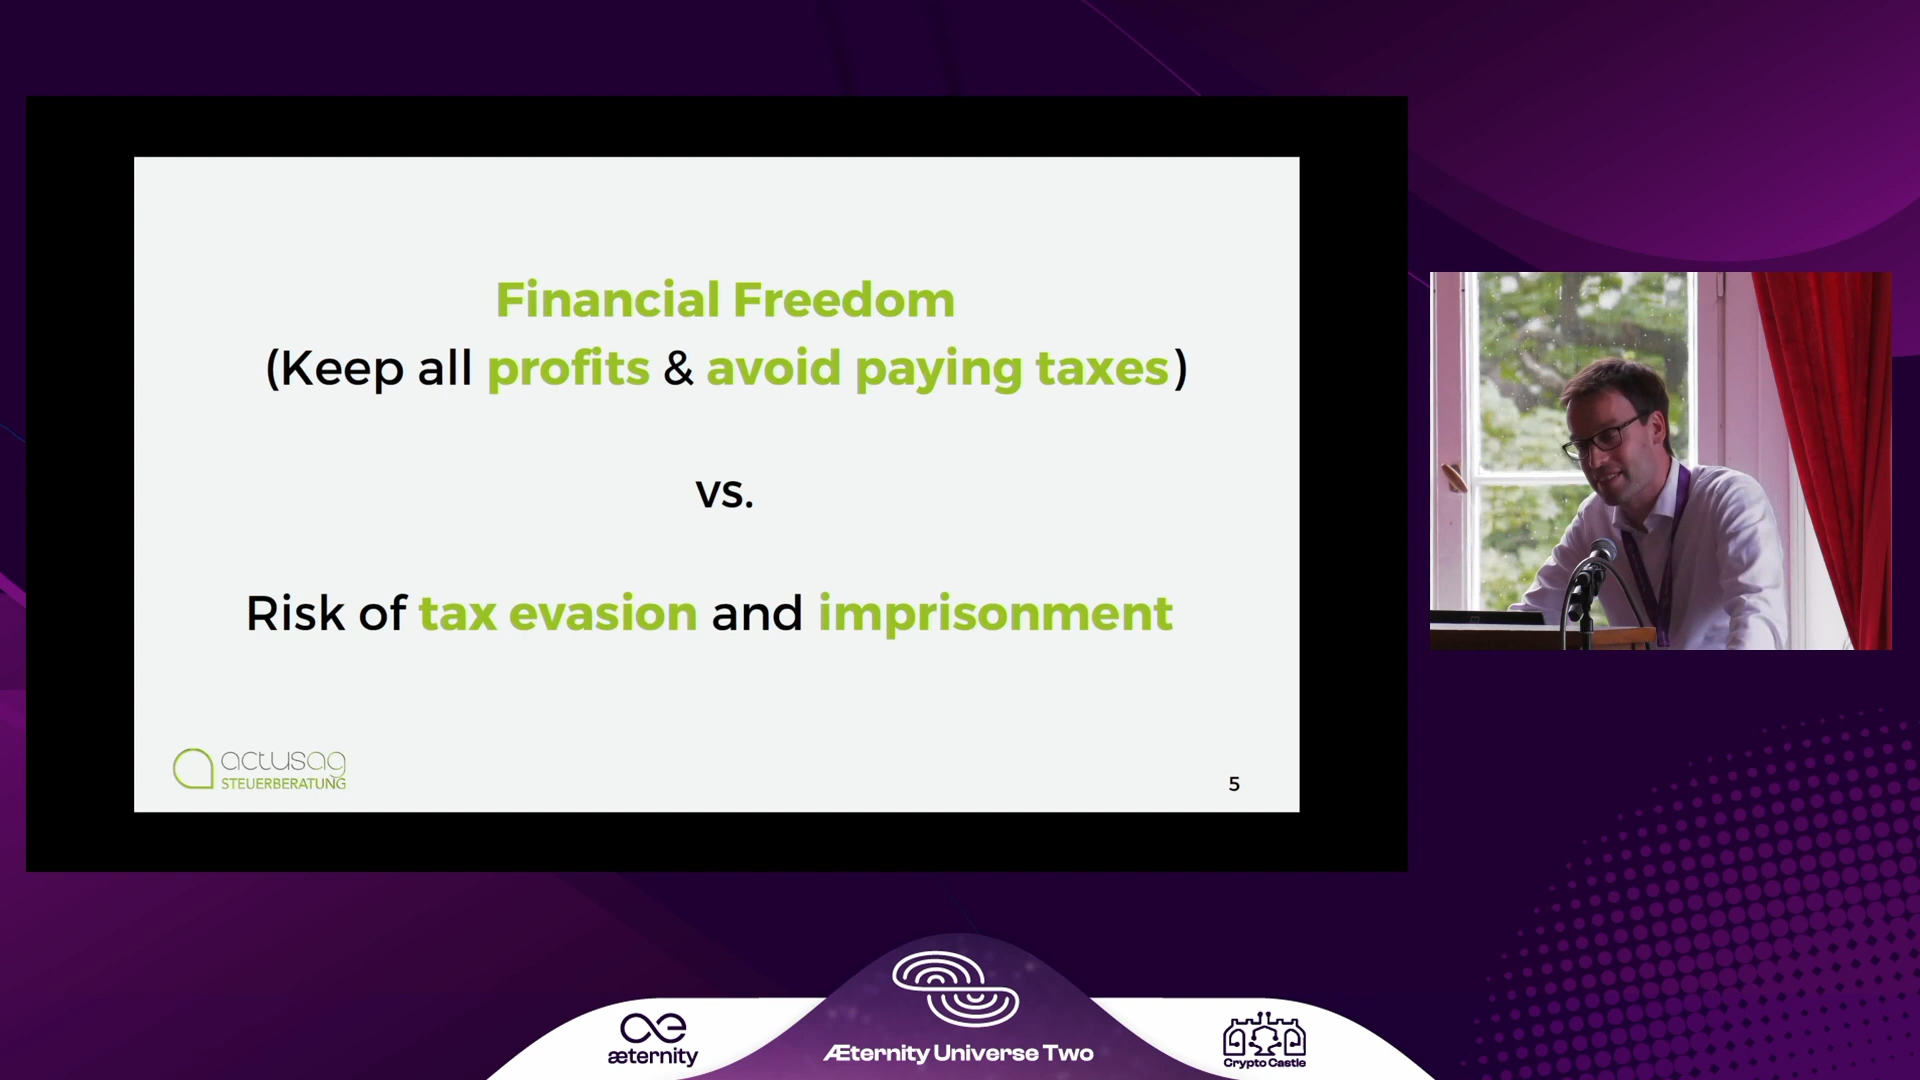 Financial Freedom
(Keep all profits & avoid paying taxes)
vs.
Risk of tax evasion and imprisonment
actusag
STEUERBERATUNG
5
æternity
Æternity Universe Two
Crypto Castle